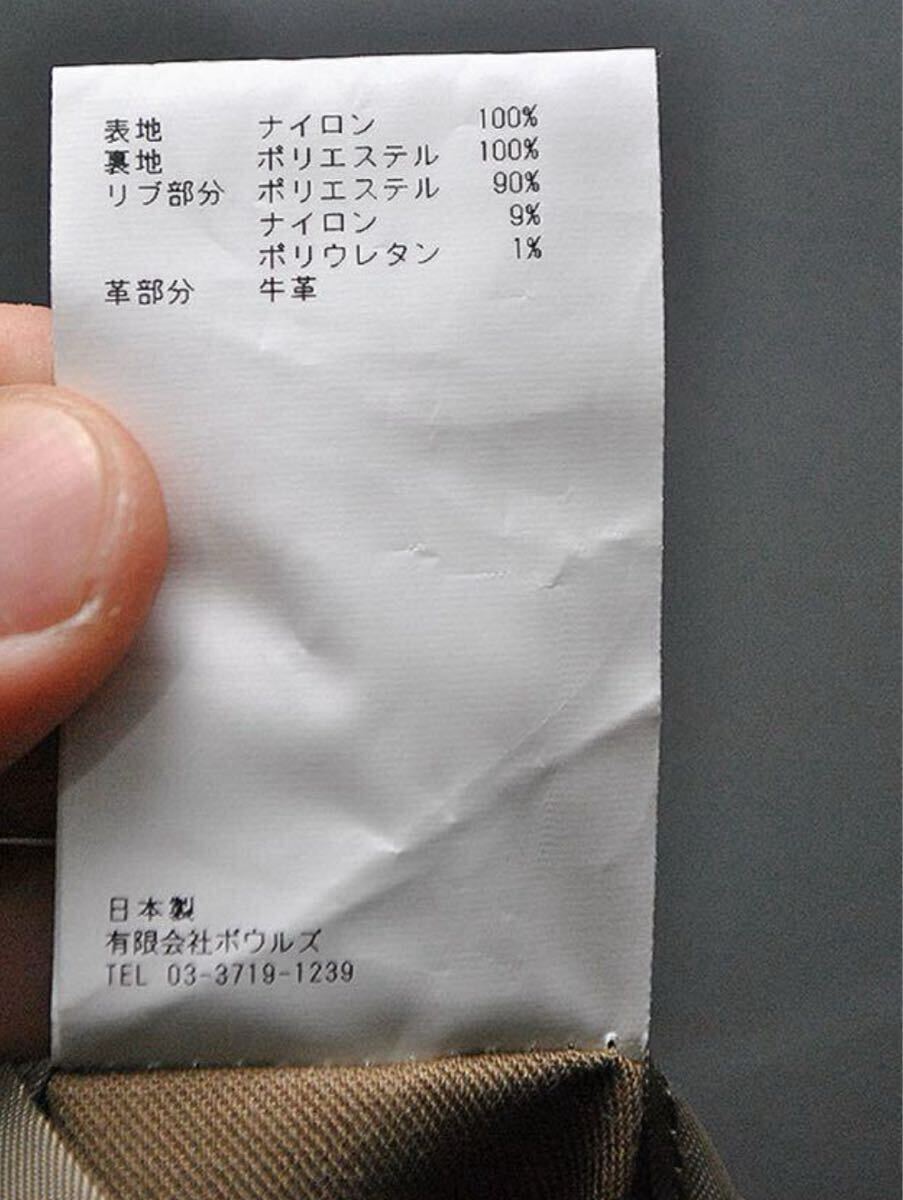 表地 ナイロン 100%
裏地 ポリエステル 100%
リブ部分 ポリエステル 90%
ナイロン 9%
ポリウレタン 1%
革部分 牛革
日本製
有限会社ボウルズ
TEL 03-3719-1239